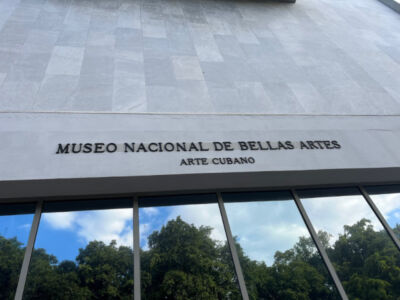 MUSEO NACIONAL DE BELLAS ARTES
ARTE CUBANO